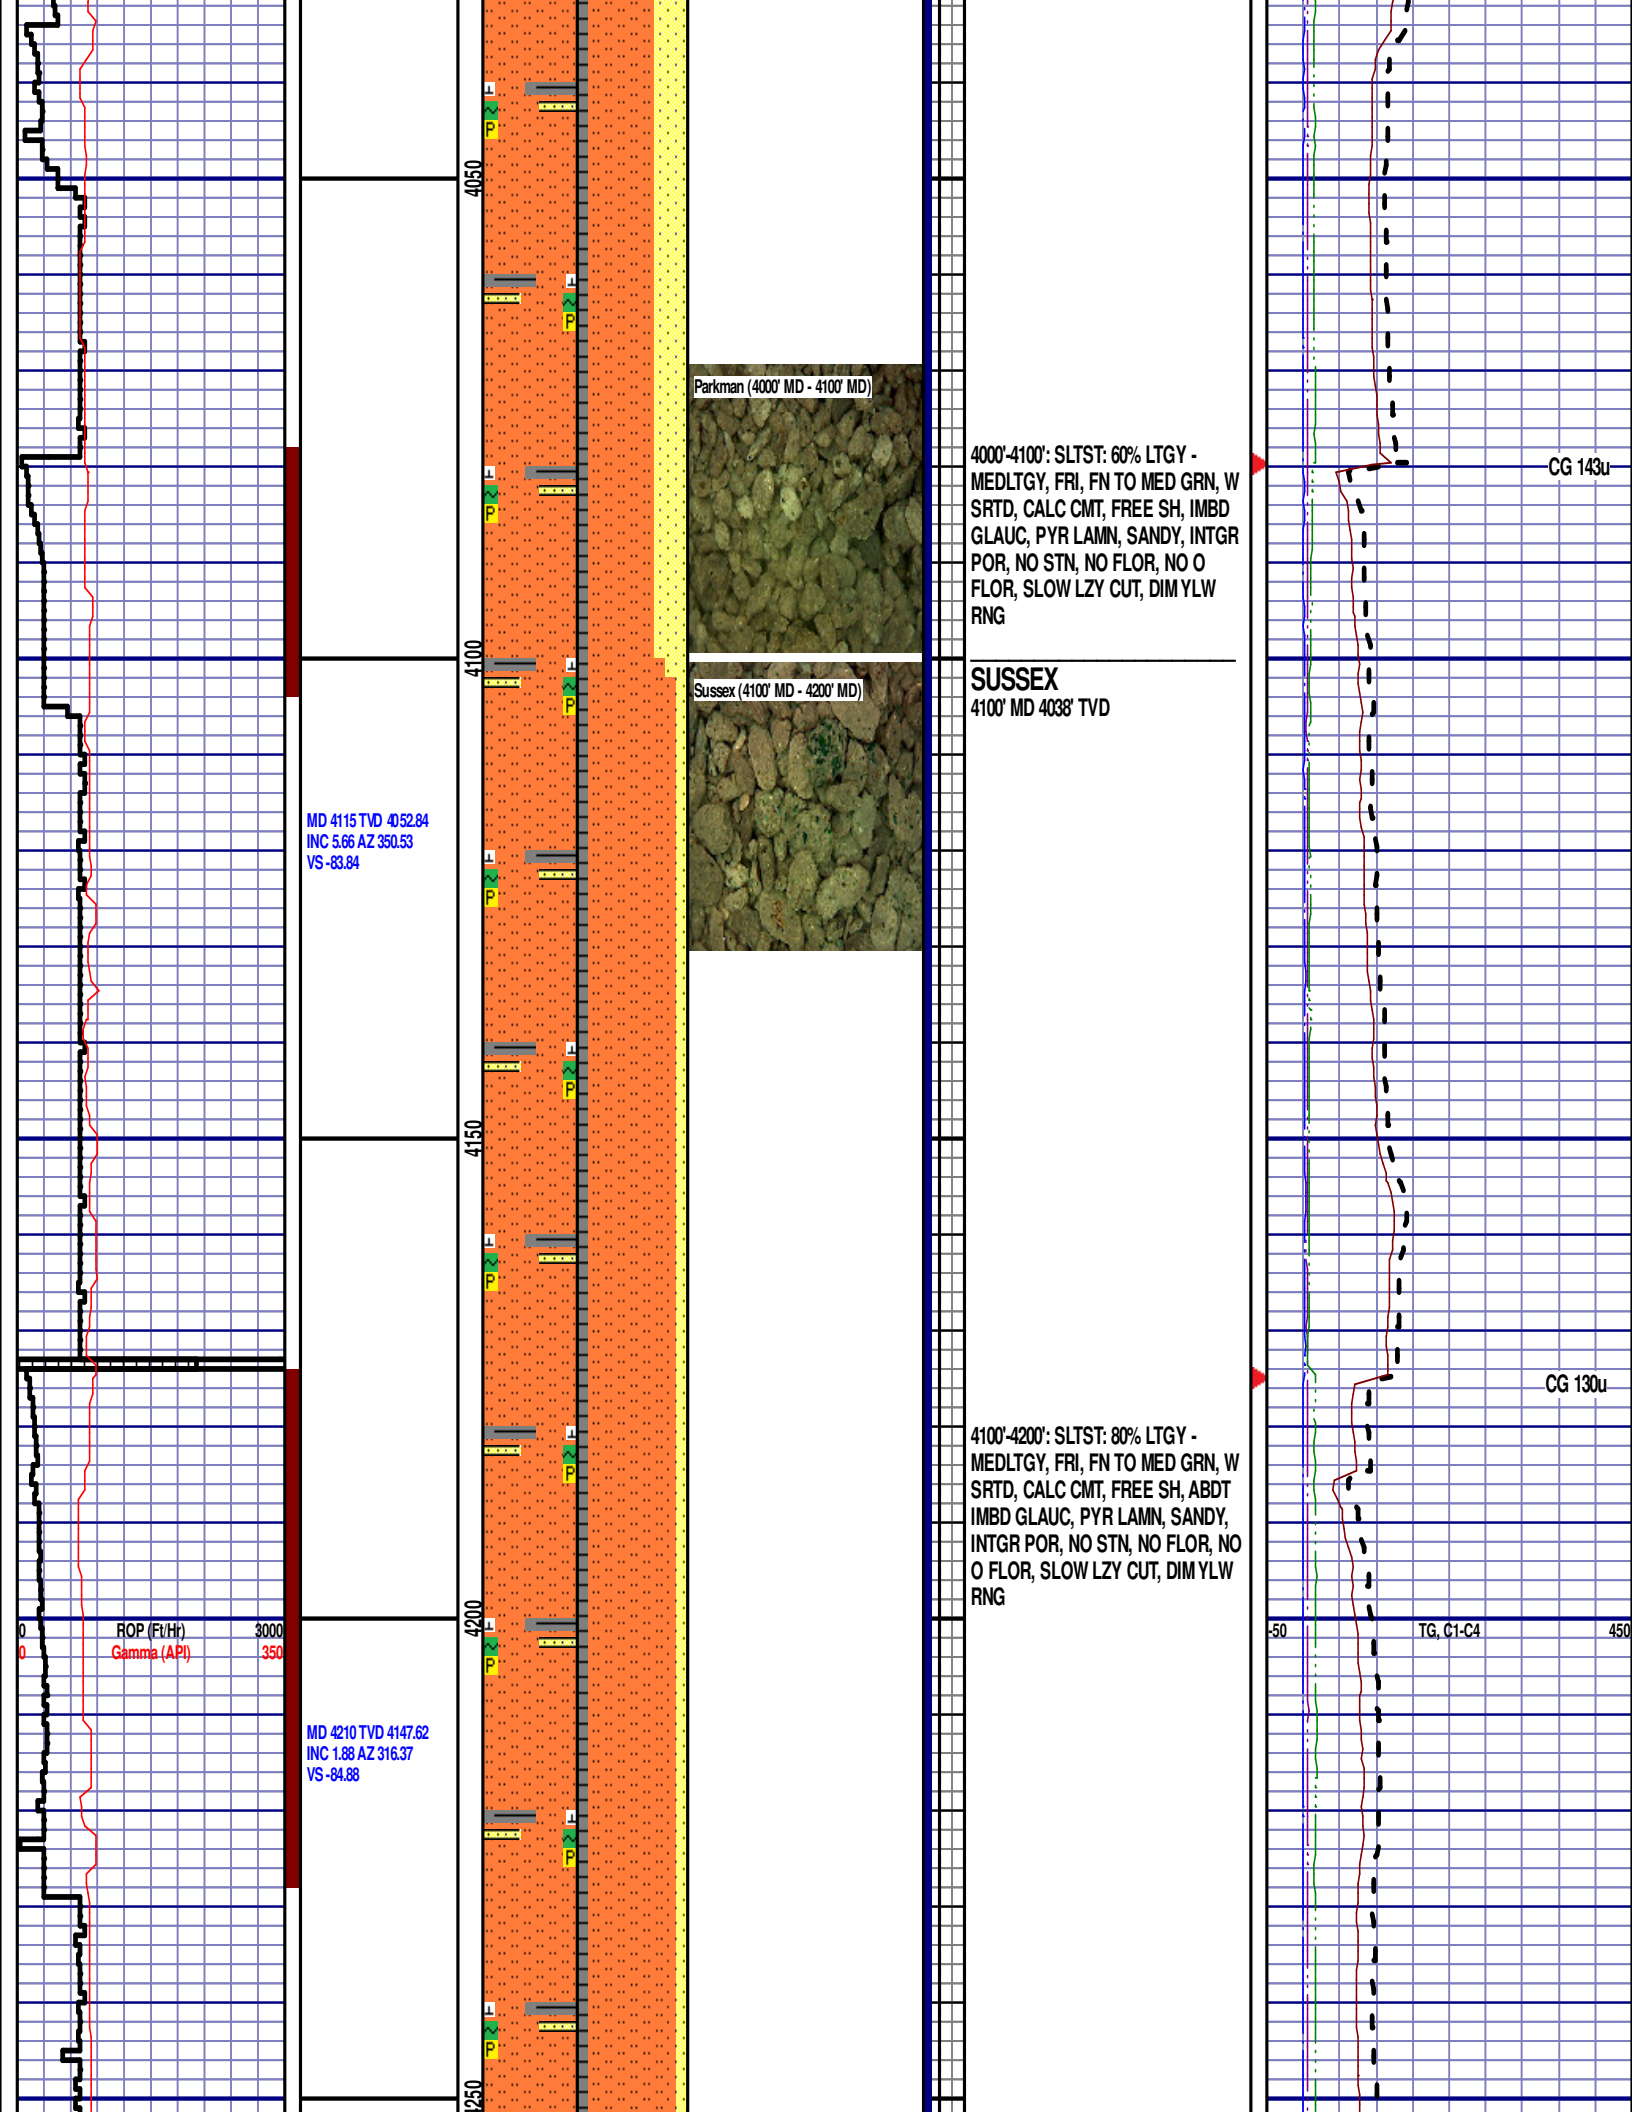 4050
Parkman (4000' MD - 4100' MD)
4000'-4100': SLTST: 60% LTGY -
MEDLTGY, FRI, FN TO MED GRN, W
SRTD, CALC CMT, FREE SH, IMBD
GLAUC, PYR LAMN, SANDY, INTGR
POR, NO STN, NO FLOR, NO O
FLOR, SLOW LZY CUT, DIM YLW
RNG
CG 143u
4100
Sussex (4100' MD - 4200' MD)
SUSSEX
4100' MD 4038' TVD
MD 4115 TVD 4052.84
INC 5.66 AZ 350.53
VS -83.84
4150
CG 130u
4100'-4200': SLTST: 80% LTGY -
MEDLTGY, FRI, FN TO MED GRN, W
SRTD, CALC CMT, FREE SH, ABDT
IMBD GLAUC, PYR LAMN, SANDY,
INTGR POR, NO STN, NO FLOR, NO
O FLOR, SLOW LZY CUT, DIM YLW
RNG
4200
0 ROP (Ft/Hr) 3000
0 Gamma (API) 350
-50 TG, C1-C4 450
MD 4210 TVD 4147.62
INC 1.88 AZ 316.37
VS -84.88
4250
P
P
P
P
P
P
P
P
P
P
P